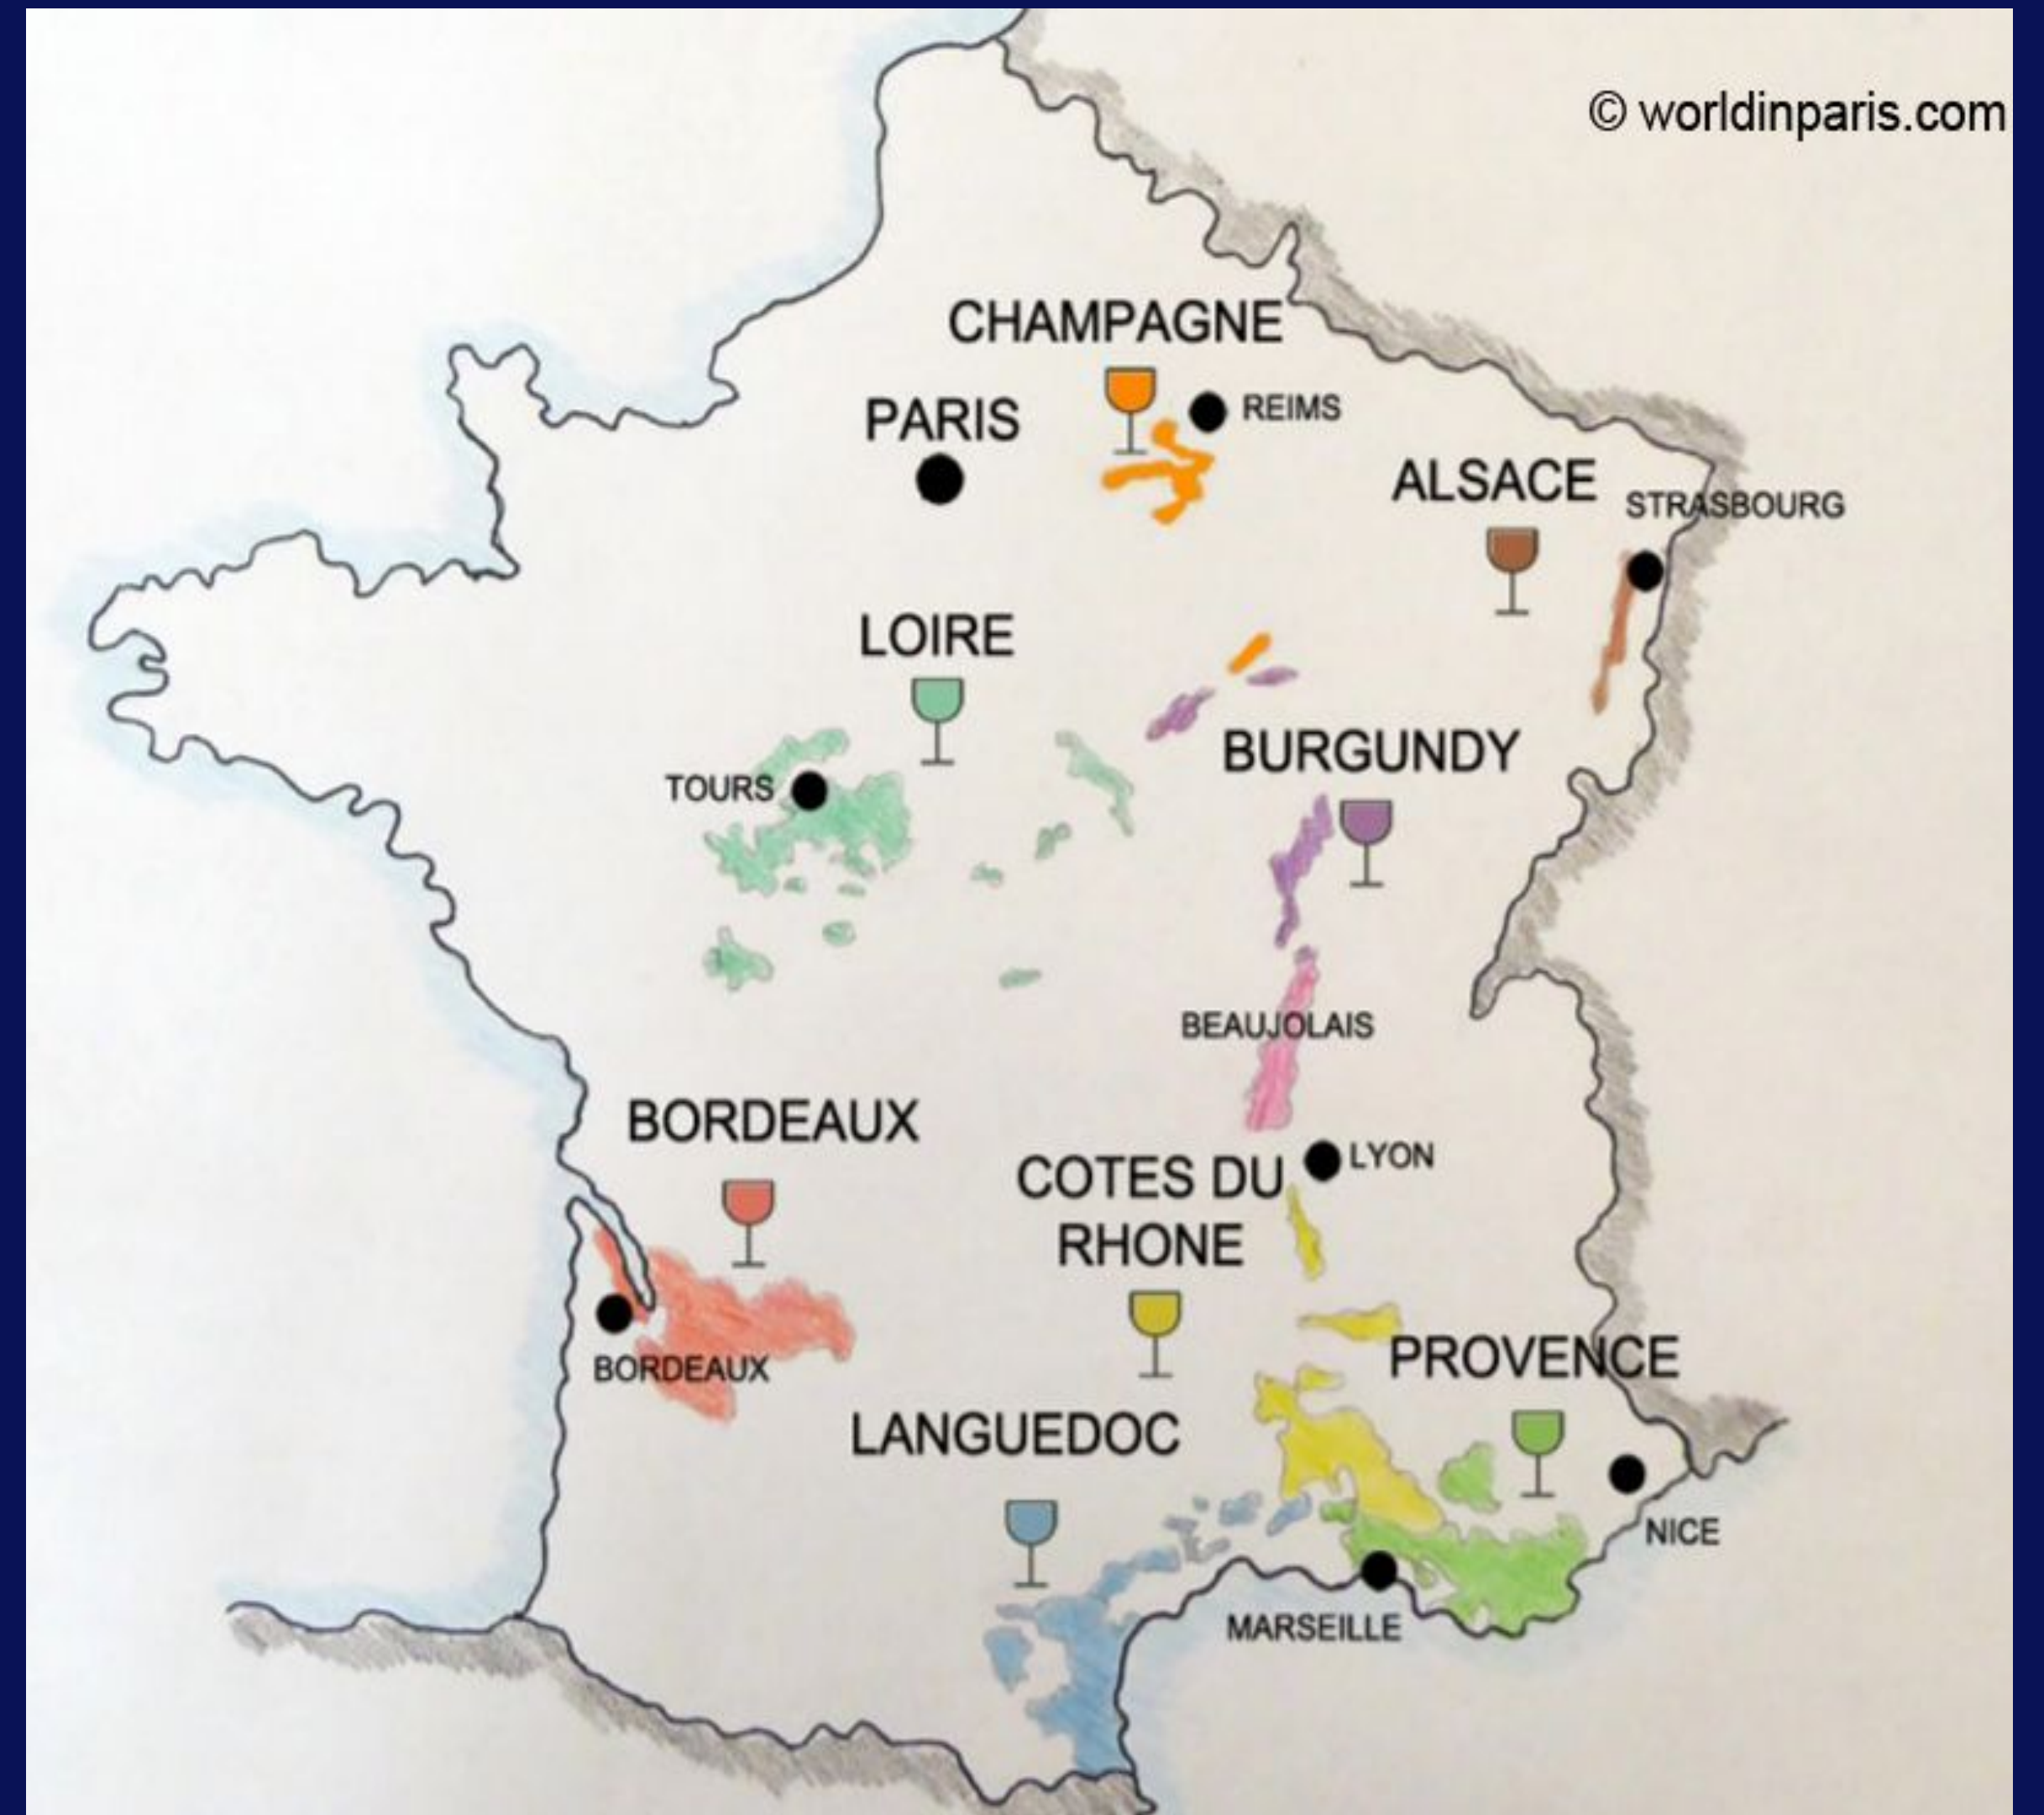 © worldinparis.com
CHAMPAGNE
REIMS
PARIS
ALSACE
STRASBOURG
LOIRE
BURGUNDY
TOURS
BEAUJOLAIS
BORDEAUX
LYON
COTES DU
RHONE
PROVENCE
BORDEAUX
LANGUEDOC
NICE
MARSEILLE